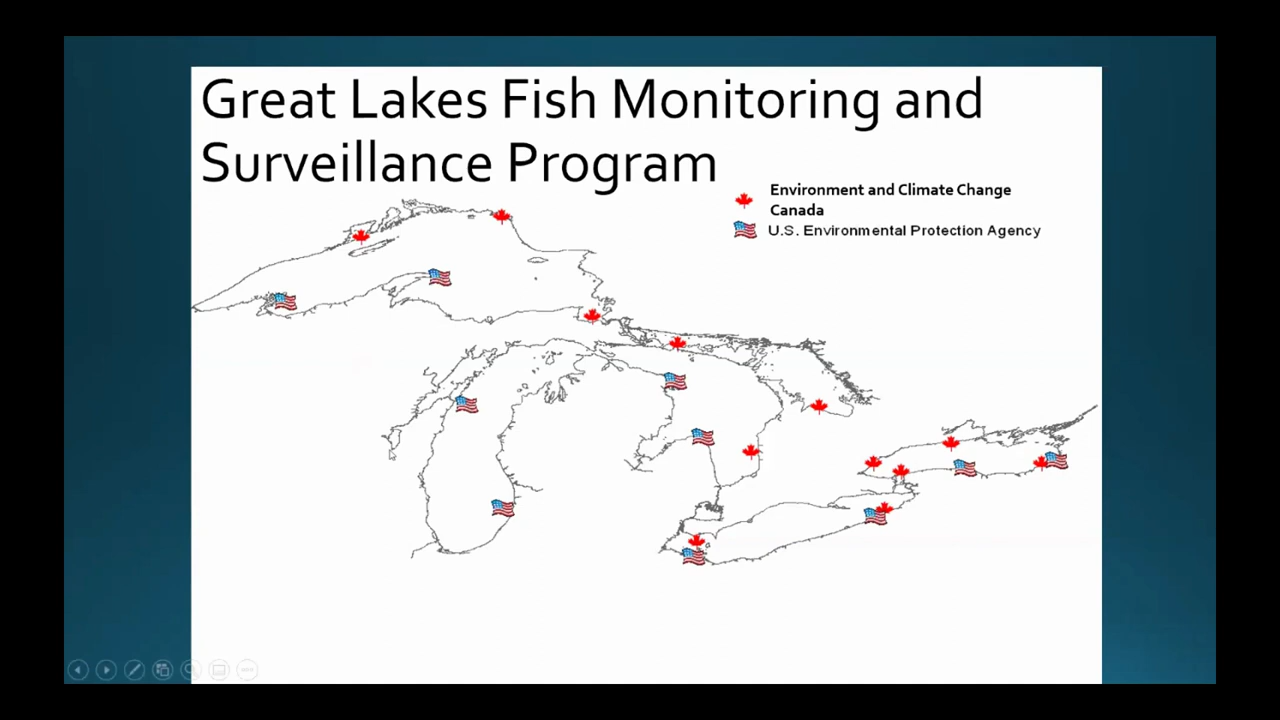 Great Lakes Fish Monitoring and
Surveillance Program
Environment and Climate Change
Canada
U.S. Environmental Protection Agency